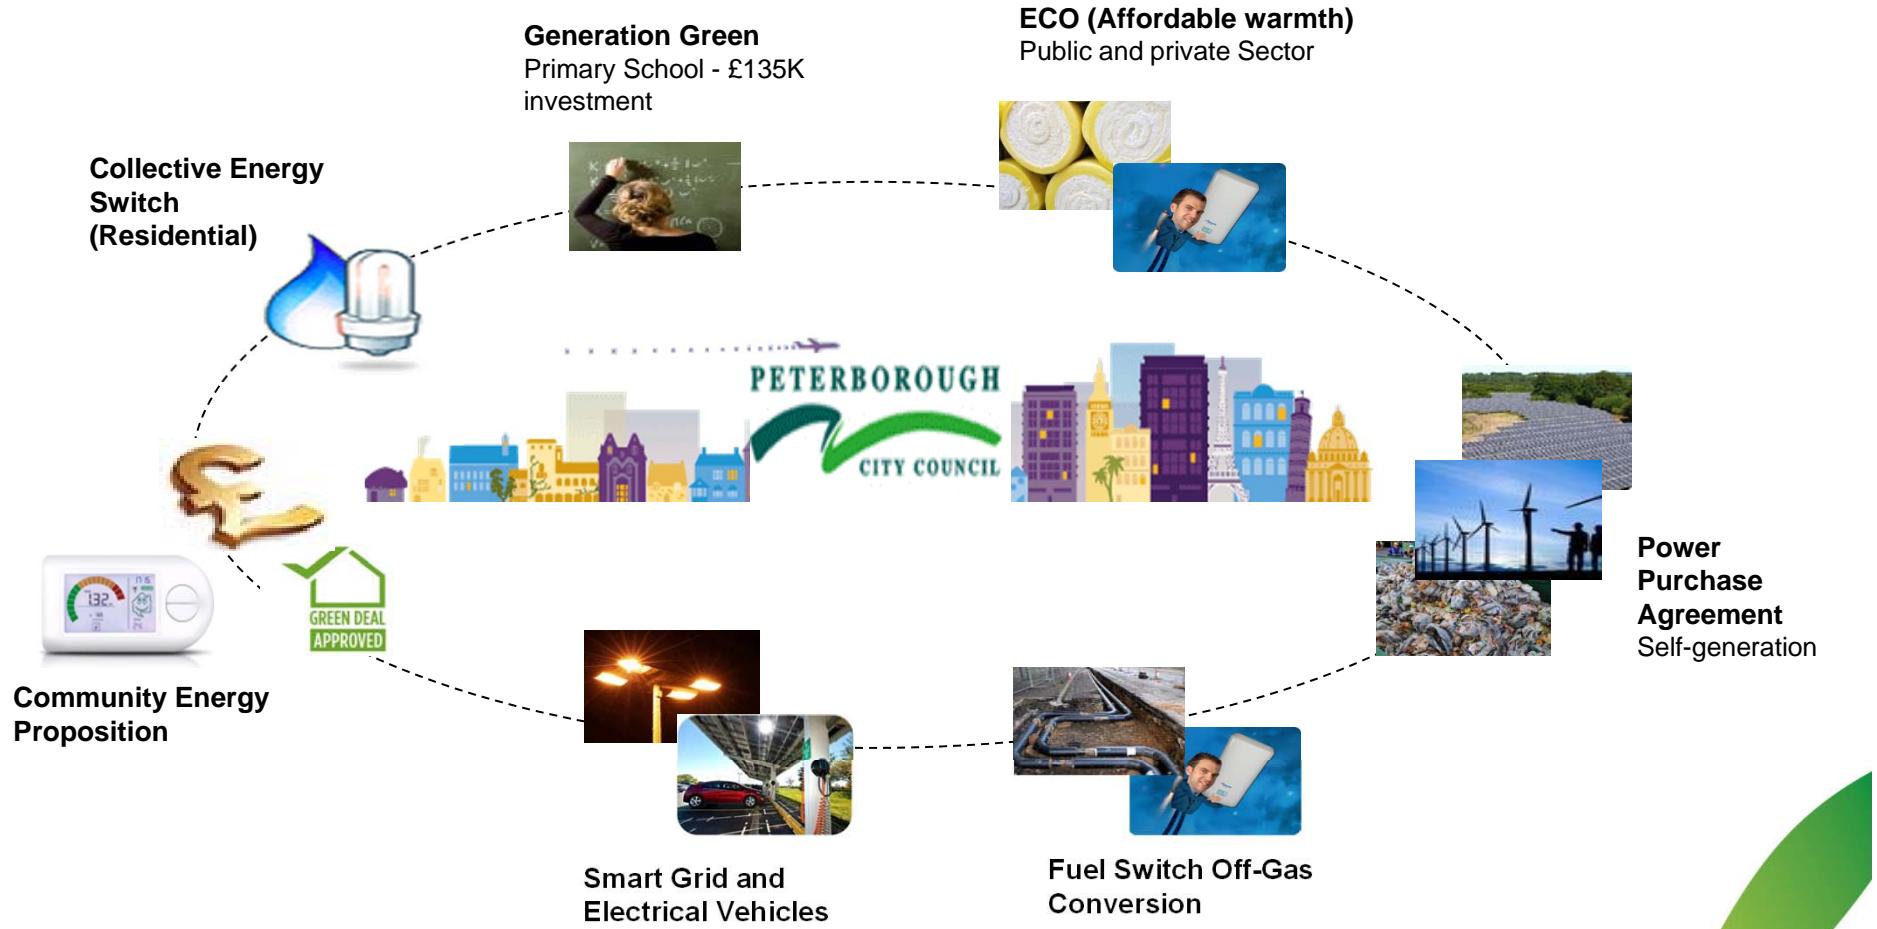 Generation Green
Primary School - £135K
investment
ECO (Affordable warmth)
Public and private Sector
Collective Energy
Switch
(Residential)
PETERBOROUGH
CITY COUNCIL
Power
Purchase
Agreement
Self-generation
1.32
GREEN DEAL
APPROVED
Community Energy
Proposition
Smart Grid and
Electrical Vehicles
Fuel Switch Off-Gas
Conversion